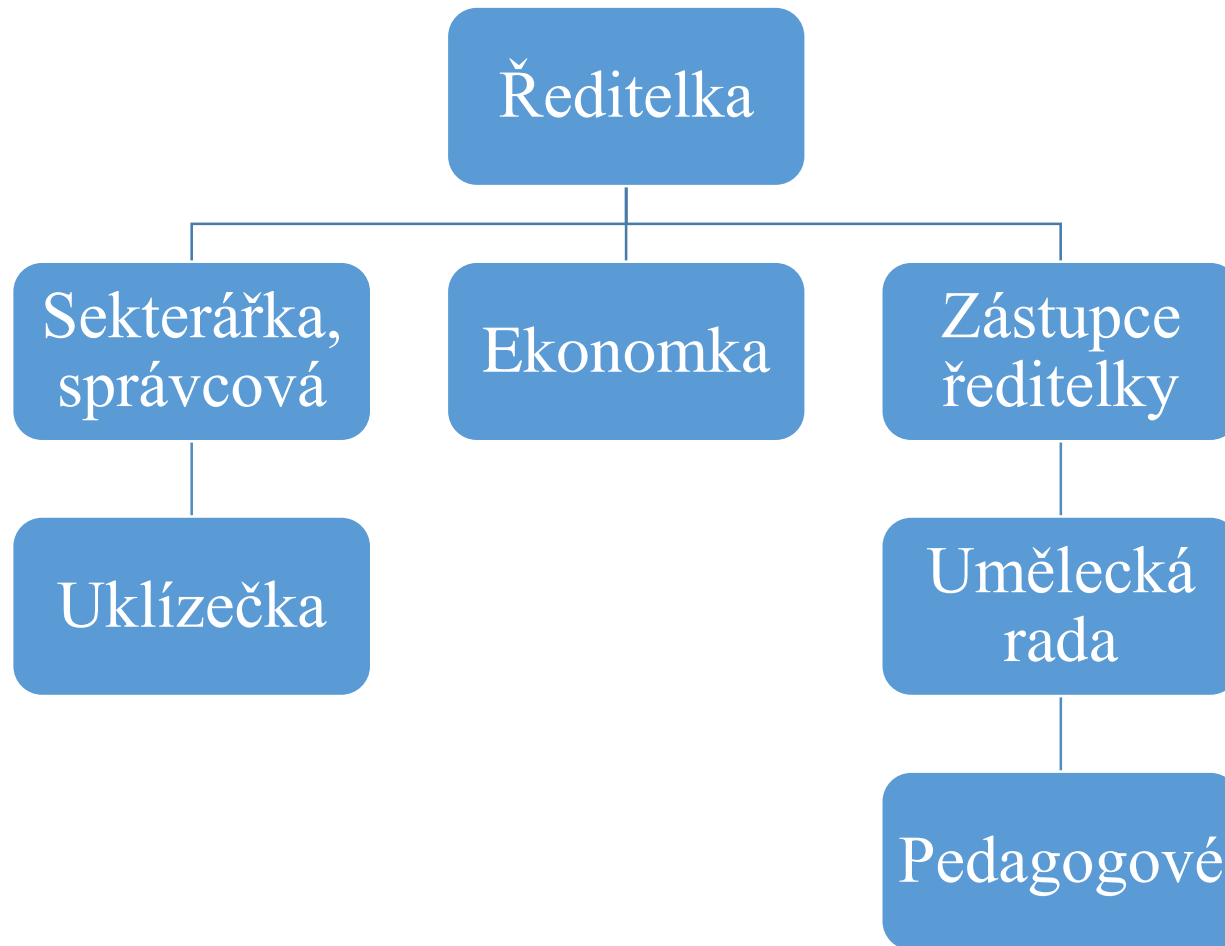 Ředitelka
Sekterářka,
správcová
Ekonomka
Zástupce
ředitelky
Uklízečka
Umělecká
rada
Pedagogové